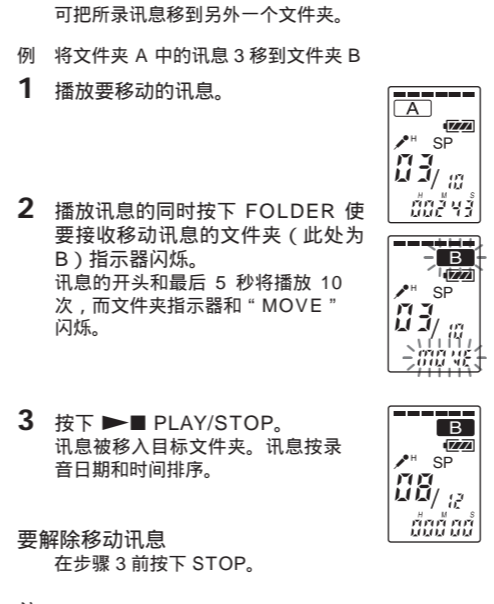 可把所录讯息移到另外一个文件夹。
例 将文件夹 A 中的讯息 3 移到文件夹 B
1 播放要移动的讯息。
A
H SP
03/10
H M S
00243
2 播放讯息的同时按下 FOLDER 使
要接收移动讯息的文件夹（此处为
B）指示器闪烁。
讯息的开头和最后 5 秒将播放 10
次，而文件夹指示器和“MOVE”
闪烁。
B
H SP
03/10
MOVE
3 按下 ►■ PLAY/STOP。
讯息被移入目标文件夹。讯息按录
音日期和时间排序。
B
H SP
08/12
H M S
00000
要解除移动讯息
在步骤 3 前按下 STOP。